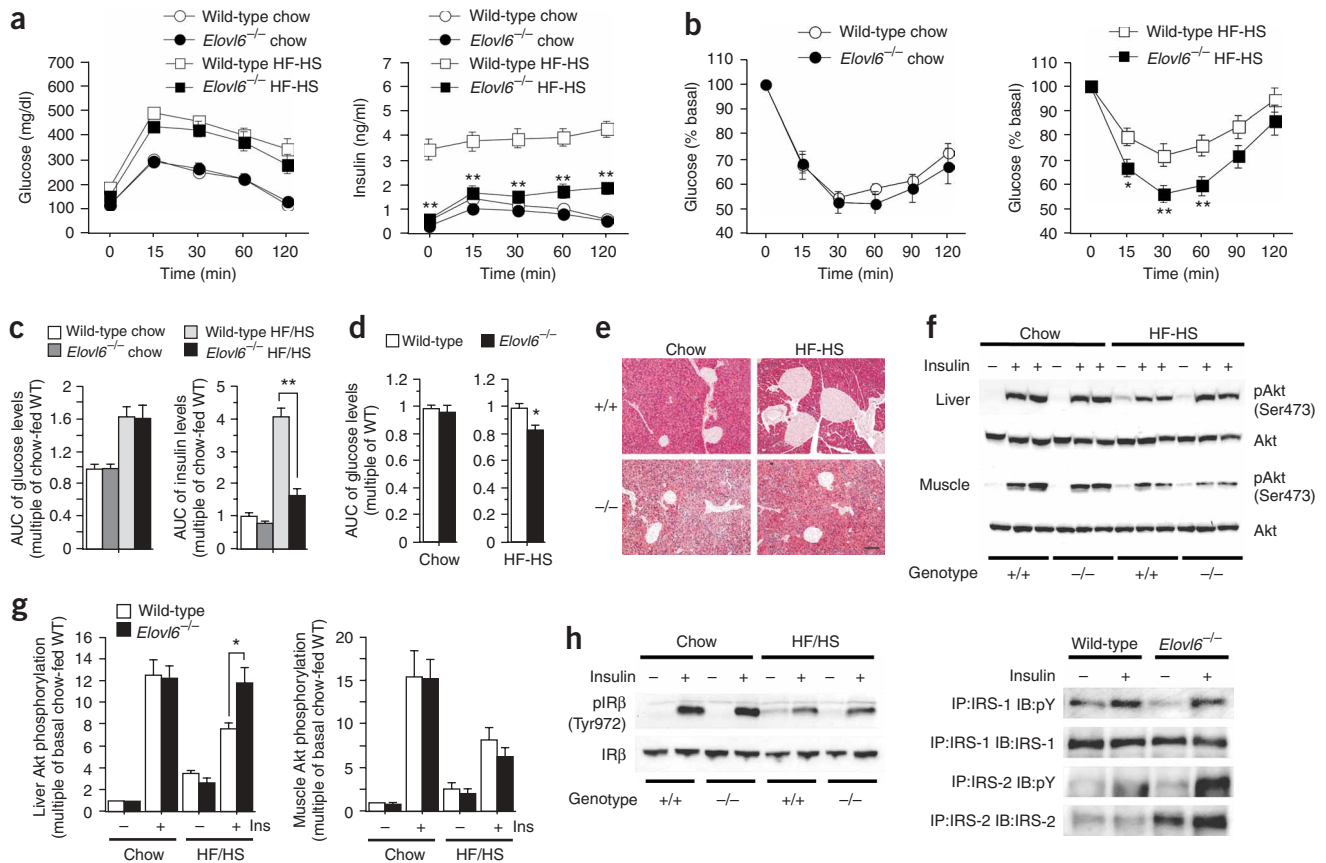 a
Wild-type chow
Elovl6–/– chow
Wild-type HF-HS
Elovl6–/– HF-HS
Glucose (mg/dl)
700
600
500
400
300
200
100
0
0 15 30 60 120
Time (min)
Wild-type chow
Elovl6–/– chow
Wild-type HF-HS
Elovl6–/– HF-HS
Insulin (ng/ml)
6
5
4
3
2
1
0
** ** ** ** **
0 15 30 60 120
Time (min)
b
Wild-type chow
Elovl6–/– chow
Glucose (% basal)
110
100
90
80
70
60
50
40
0 15 30 60 90 120
Time (min)
Wild-type HF-HS
Elovl6–/– HF-HS
Glucose (% basal)
110
100
90
80
70
60
50
40
* ** **
0 15 30 60 90 120
Time (min)
c
Wild-type chow
Elovl6–/– chow
Wild-type HF/HS
Elovl6–/– HF/HS
AUC of glucose levels
(multiple of chow-fed WT)
2
1.8
1.6
1.4
1.2
1
0.8
0.6
0.4
0.2
0
AUC of insulin levels
(multiple of chow-fed WT)
5
4
3
2
1
0
**
d
Wild-type
Elovl6–/–
AUC of glucose levels
(multiple of WT)
1.2
1
0.8
0.6
0.4
0.2
0
Chow
1.2
1
0.8
0.6
0.4
0.2
0
*
HF-HS
e
Chow
HF-HS
+/+
–/–
f
Chow
HF-HS
Insulin – + + – + + – + + – + +
Liver
pAkt
(Ser473)
Akt
Muscle
pAkt
(Ser473)
Akt
Genotype +/+ –/– +/+ –/–
g
Wild-type
Elovl6–/–
Liver Akt phosphorylation
(multiple of basal chow-fed WT)
16
14
12
10
8
6
4
2
0
*
– + – + Ins
Chow HF/HS
Muscle Akt phosphorylation
(multiple of basal chow-fed WT)
20
15
10
5
0
– + – + Ins
Chow HF/HS
h
Chow
HF/HS
Insulin – + – + – + – +
pIRβ
(Tyr972)
IRβ
Genotype +/+ –/– +/+ –/–
Wild-type Elovl6–/–
Insulin – + – +
IP:IRS-1 IB:pY
IP:IRS-1 IB:IRS-1
IP:IRS-2 IB:pY
IP:IRS-2 IB:IRS-2